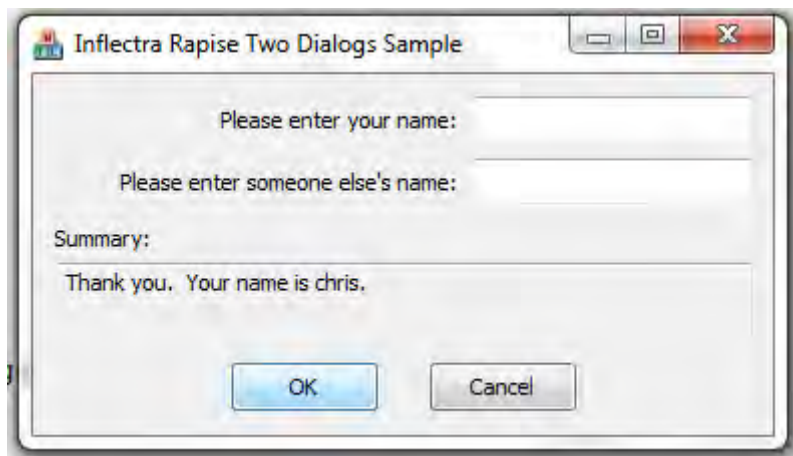 Inflectra Rapise Two Dialogs Sample
Please enter your name:
Please enter someone else's name:
Summary:
Thank you.  Your name is chris.
OK
Cancel